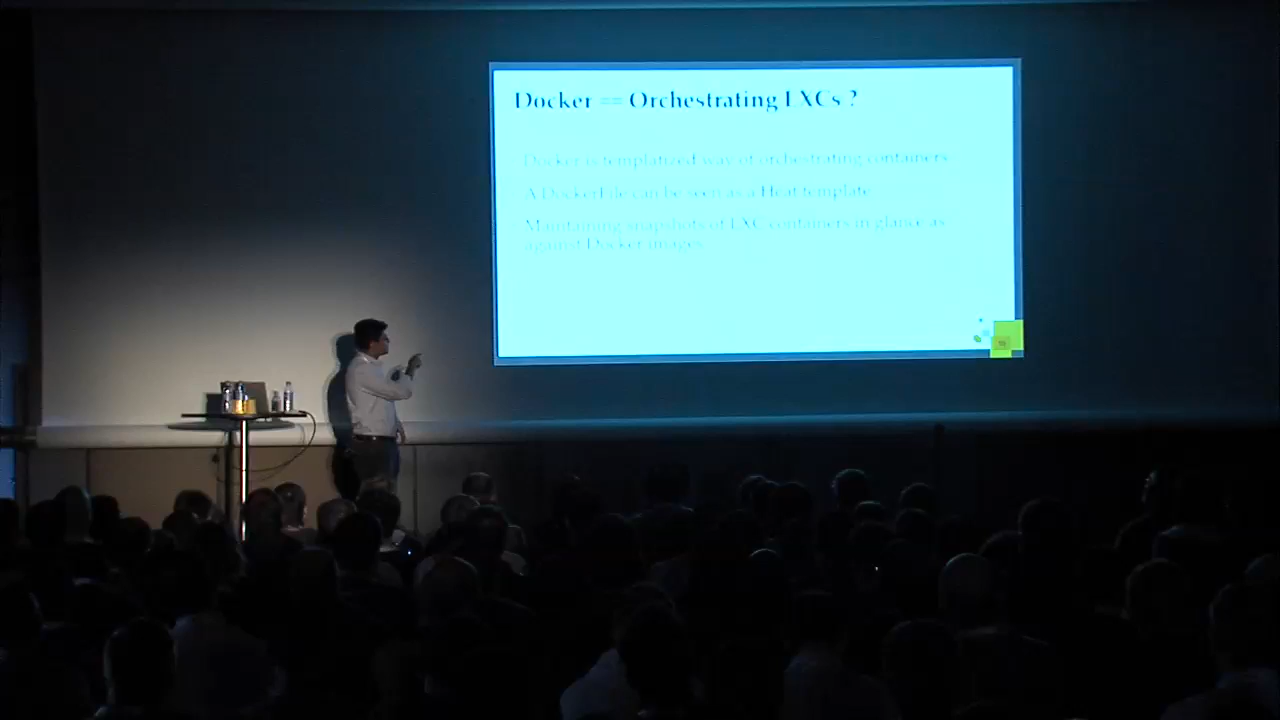 Docker == Orchestrating LXCs ?
Docker is templatized way of orchestrating containers
A DockerFile can be seen as a Heat template
Maintaining snapshots of LXC containers in glance as
against Docker images